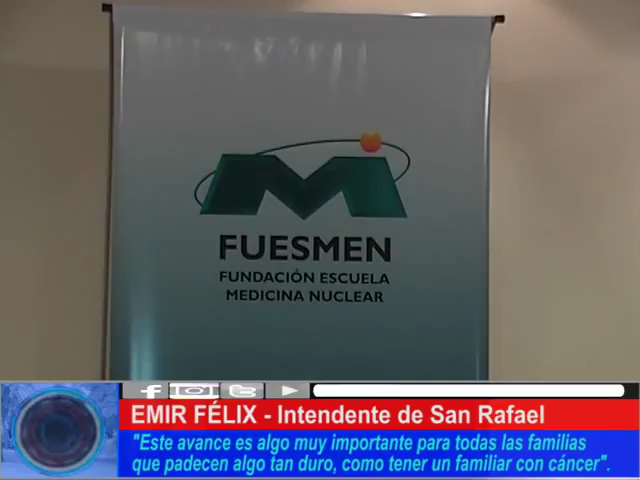 FUESMEN
FUNDACIÓN ESCUELA
MEDICINA NUCLEAR
EMIR FÉLIX - Intendente de San Rafael
"Este avance es algo muy importante para todas las familias
que padecen algo tan duro, como tener un familiar con cáncer".